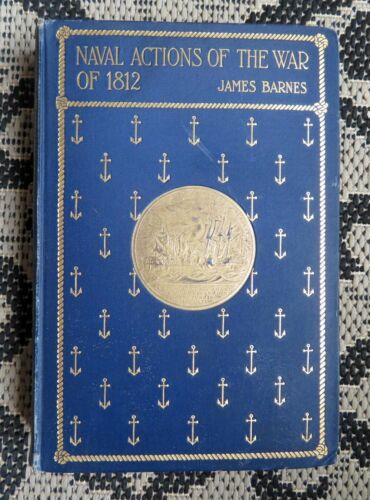 NAVAL ACTIONS OF THE WAR
OF 1812 JAMES BARNES